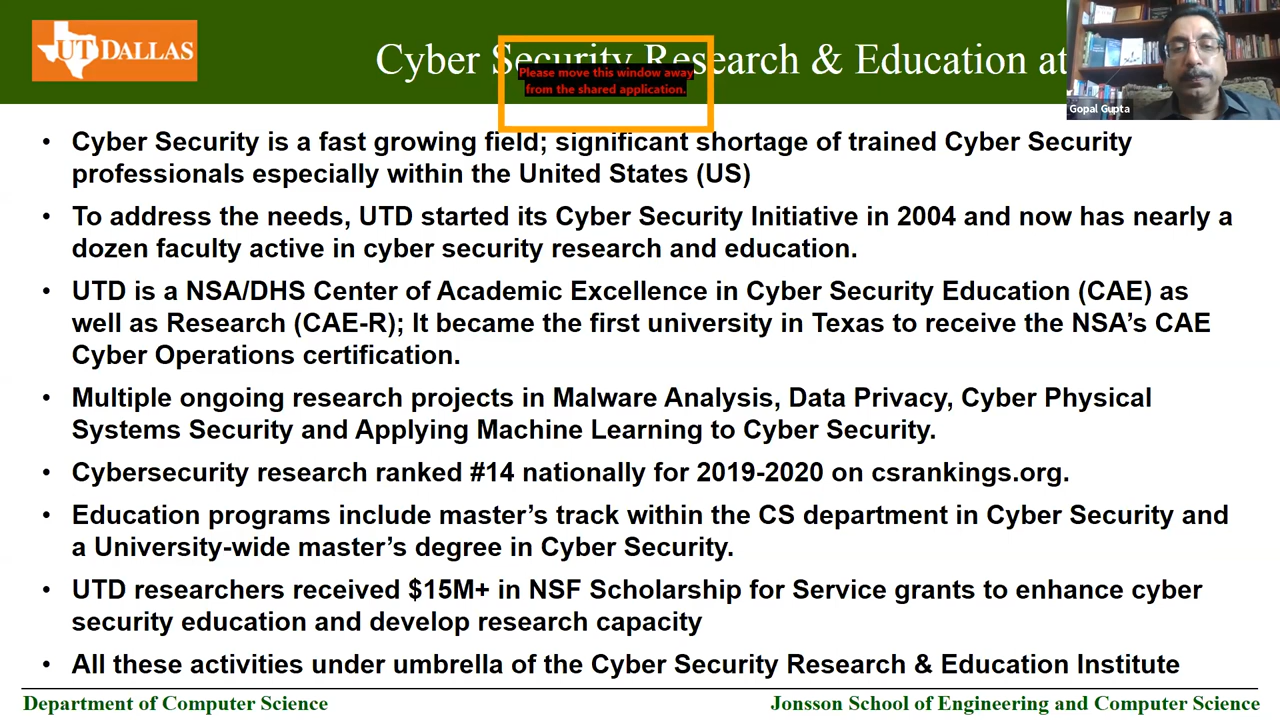 UT DALLAS
Cyber Security Research & Education at
Please move this window away
from the shared application.
Gopal Gupta
• Cyber Security is a fast growing field; significant shortage of trained Cyber Security
professionals especially within the United States (US)
• To address the needs, UTD started its Cyber Security Initiative in 2004 and now has nearly a
dozen faculty active in cyber security research and education.
• UTD is a NSA/DHS Center of Academic Excellence in Cyber Security Education (CAE) as
well as Research (CAE-R); It became the first university in Texas to receive the NSA’s CAE
Cyber Operations certification.
• Multiple ongoing research projects in Malware Analysis, Data Privacy, Cyber Physical
Systems Security and Applying Machine Learning to Cyber Security.
• Cybersecurity research ranked #14 nationally for 2019-2020 on csrankings.org.
• Education programs include master’s track within the CS department in Cyber Security and
a University-wide master’s degree in Cyber Security.
• UTD researchers received $15M+ in NSF Scholarship for Service grants to enhance cyber
security education and develop research capacity
• All these activities under umbrella of the Cyber Security Research & Education Institute
Department of Computer Science
Jonsson School of Engineering and Computer Science